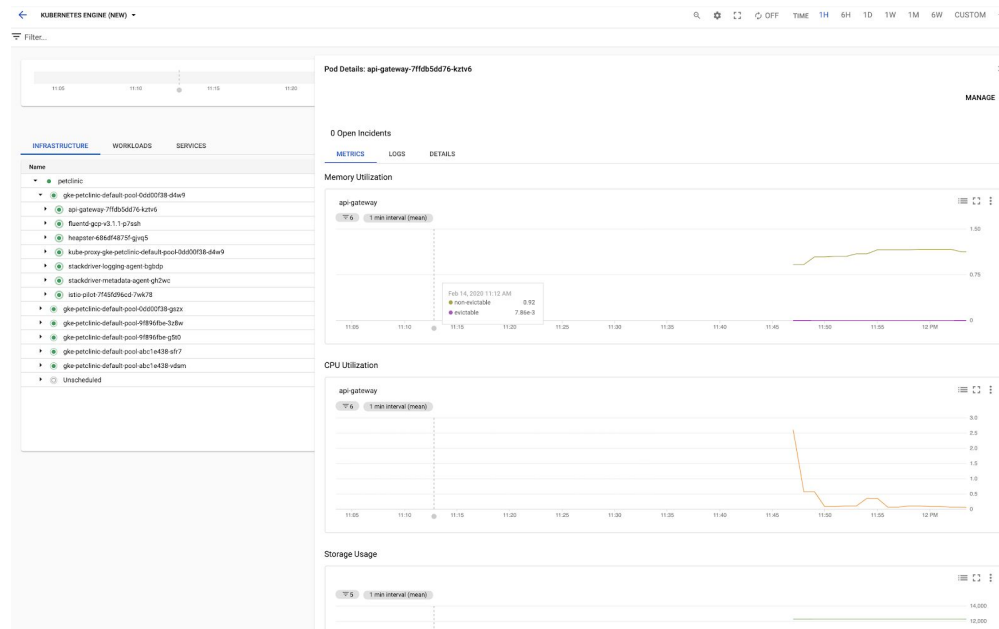 KUBERNETES ENGINE (NEW)
OFF TIME 1H 6H 1D 1W 1M 6W CUSTOM
Filter...
11:05 11:10 11:15 11:20
INFRASTRUCTURE WORKLOADS SERVICES
Name
petclinic
gke-petclinic-default-pool-0dd00f38-d4w9
api-gateway-7ffdb5dd76-kztv6
fluentd-gcp-v3.1.1-p7ssh
heapster-686df4875f-gjvq5
kube-proxy-gke-petclinic-default-pool-0dd00f38-d4w9
stackdriver-logging-agent-bgbdp
stackdriver-metadata-agent-gh2wc
istio-pilot-7f45fd96cd-7wk78
gke-petclinic-default-pool-0dd00f38-gszx
gke-petclinic-default-pool-9f896fbe-3z8w
gke-petclinic-default-pool-9f896fbe-g5t0
gke-petclinic-default-pool-abc1e438-sfr7
gke-petclinic-default-pool-abc1e438-vdsm
Unscheduled
Pod Details: api-gateway-7ffdb5dd76-kztv6
MANAGE
0 Open Incidents
METRICS LOGS DETAILS
Memory Utilization
api-gateway
6 1 min interval (mean)
1.50
0.75
Feb 14, 2020 11:12 AM
non-evictable 0.92
evictable 7.86e-3
0
11:05 11:10 11:15 11:20 11:25 11:30 11:35 11:40 11:45 11:50 11:55 12 PM
CPU Utilization
api-gateway
6 1 min interval (mean)
3.0
2.5
2.0
1.5
1.0
0.5
0
11:05 11:10 11:15 11:20 11:25 11:30 11:35 11:40 11:45 11:50 11:55 12 PM
Storage Usage
5 1 min interval (mean)
14,000
12,000